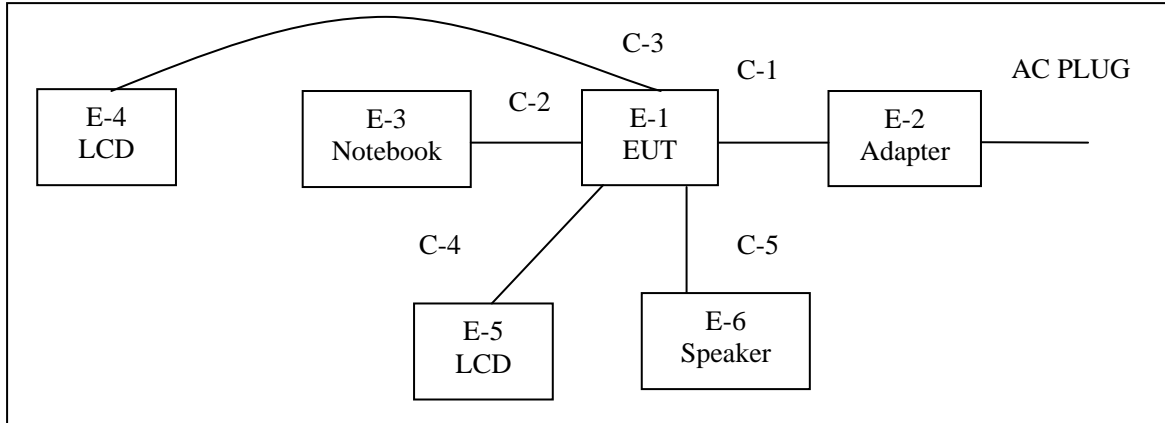 C-3
C-1
AC PLUG
C-2
E-4
LCD
E-3
Notebook
E-1
EUT
E-2
Adapter
C-4
C-5
E-5
LCD
E-6
Speaker